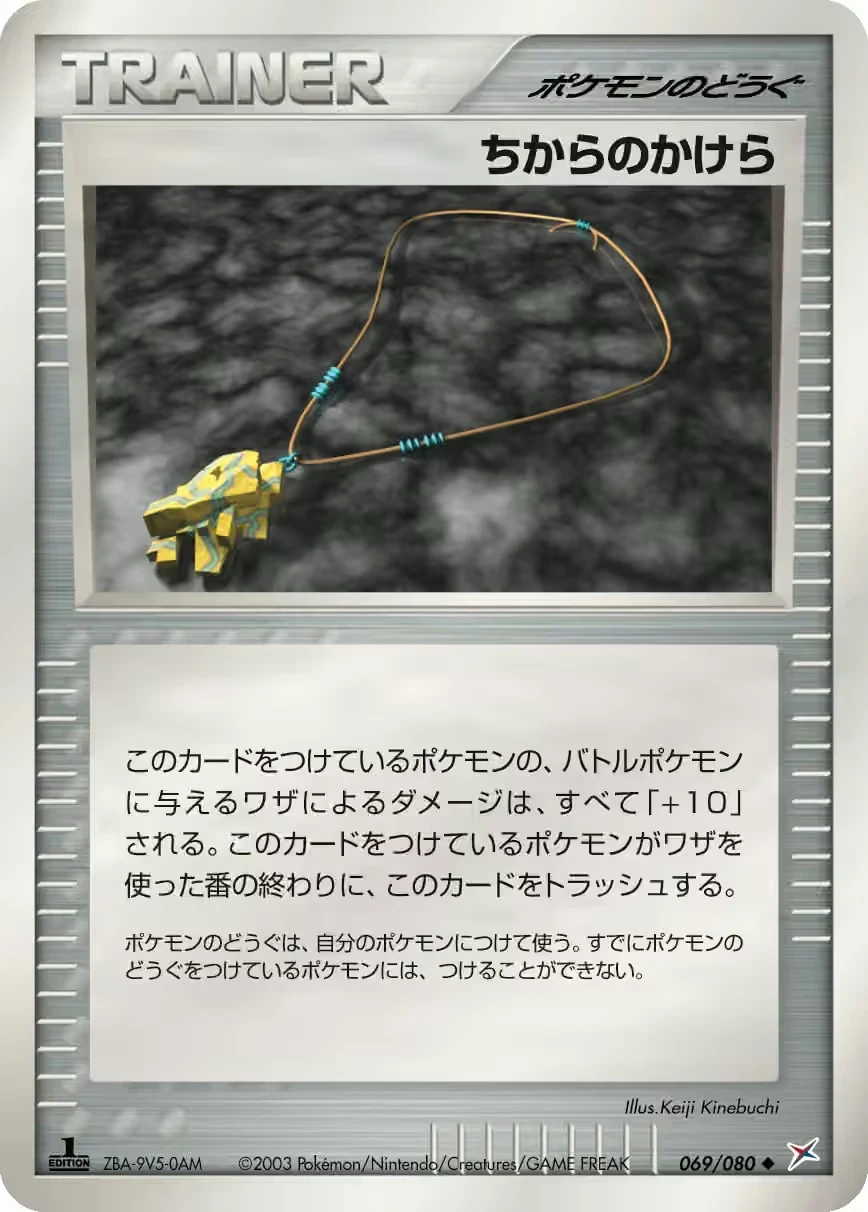 TRAINER
ポケモンのどうぐ
ちからのかけら
このカードをつけているポケモンの、バトルポケモン
に与えるワザによるダメージは、すべて「+10」
される。このカードをつけているポケモンがワザを
使った番の終わりに、このカードをトラッシュする。
ポケモンのどうぐは、自分のポケモンにつけて使う。すでにポケモンの
どうぐをつけているポケモンには、つけることができない。
Illus.Keiji Kinebuchi
1 EDITION ZBA-9V5-0AM ©2003 Pokémon/Nintendo/Creatures/GAME FREAK 069/080 ◆